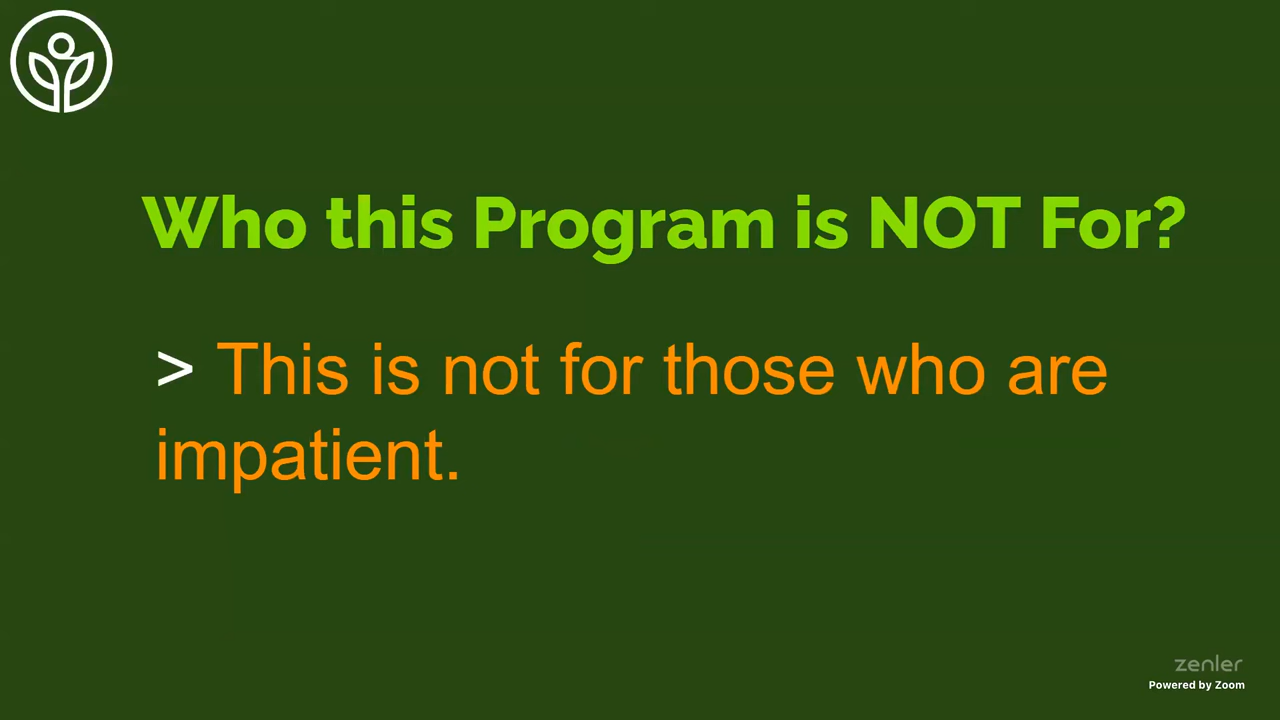 Who this Program is NOT For?
> This is not for those who are
impatient.
zenler
Powered by Zoom